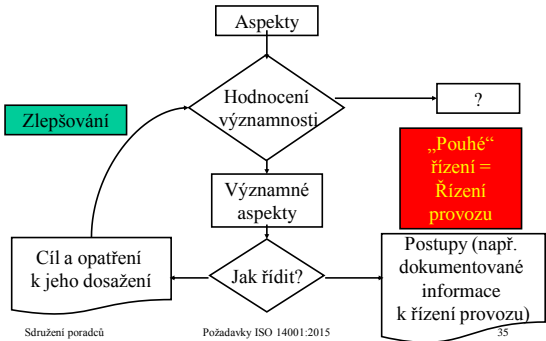 Aspekty
Hodnocení
významnosti
?
Zlepšování
„Pouhé“
řízení =
Řízení
provozu
Významné
aspekty
Cíl a opatření
k jeho dosažení
Jak řídit?
Postupy (např.
dokumentované
informace
k řízení provozu)
Sdružení poradců
Požadavky ISO 14001:2015
35